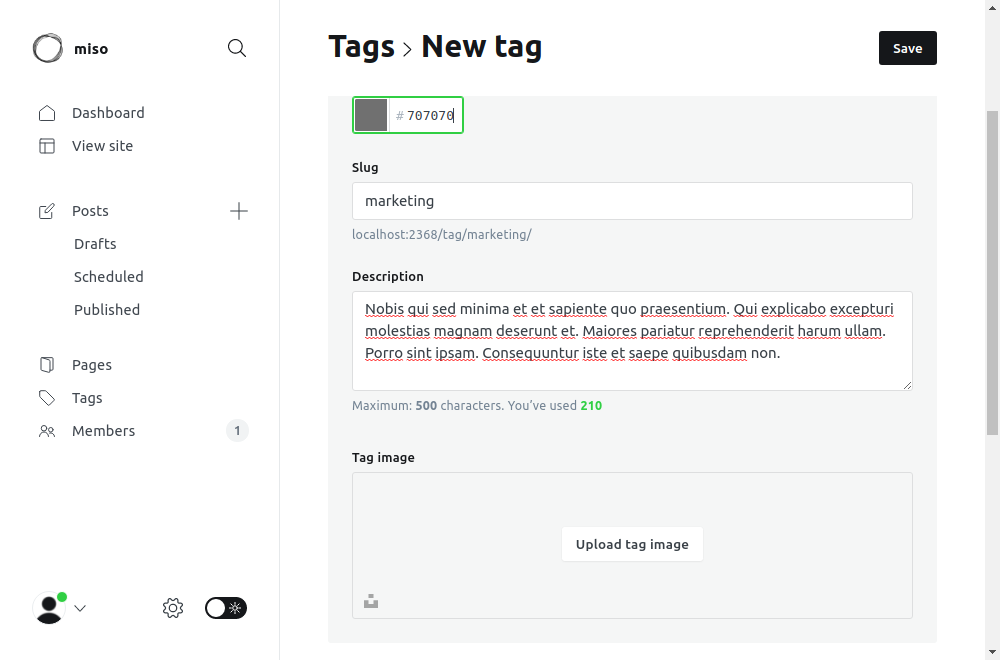 miso
Dashboard
View site
Posts
Drafts
Scheduled
Published
Pages
Tags
Members 1
Tags > New tag
Save
# 707070
Slug
marketing
localhost:2368/tag/marketing/
Description
Nobis qui sed minima et et sapiente quo praesentium. Qui explicabo excepturi
molestias magnam deserunt et. Maiores pariatur reprehenderit harum ullam.
Porro sint ipsam. Consequuntur iste et saepe quibusdam non.
Maximum: 500 characters. You’ve used 210
Tag image
Upload tag image